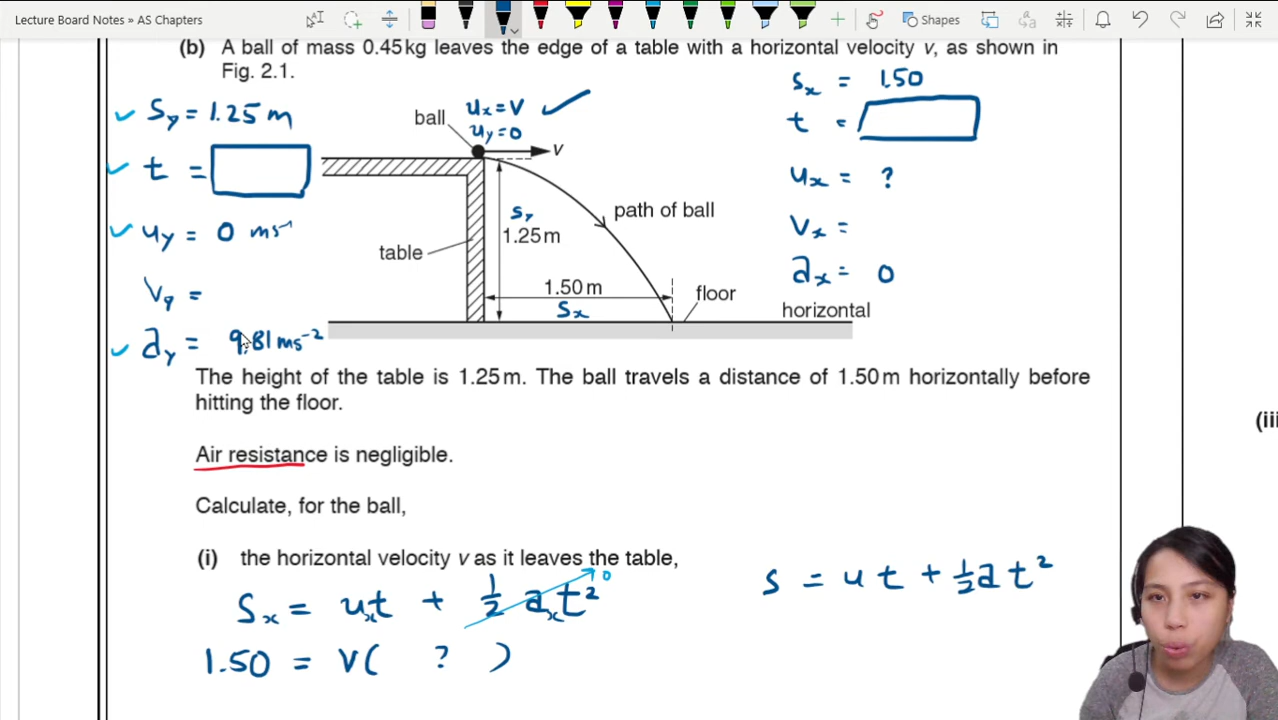 Lecture Board Notes » AS Chapters
Shapes
(b) A ball of mass 0.45 kg leaves the edge of a table with a horizontal velocity v, as shown in
Fig. 2.1.
Sy = 1.25 m
t =
uy = 0 ms⁻¹
Vy =
ay = 9.81 ms⁻²
ball
ux = V
uy = 0
v
path of ball
table
Sy
1.25 m
1.50 m
Sx
floor
horizontal
Sx = 1.50
t =
ux = ?
Vx =
ax = 0
The height of the table is 1.25 m. The ball travels a distance of 1.50 m horizontally before
hitting the floor.
(iii
Air resistance is negligible.
Calculate, for the ball,
(i) the horizontal velocity v as it leaves the table,
Sx = uxt + 1/2 axt² 0
1.50 = V( ? )
s = ut + 1/2at²